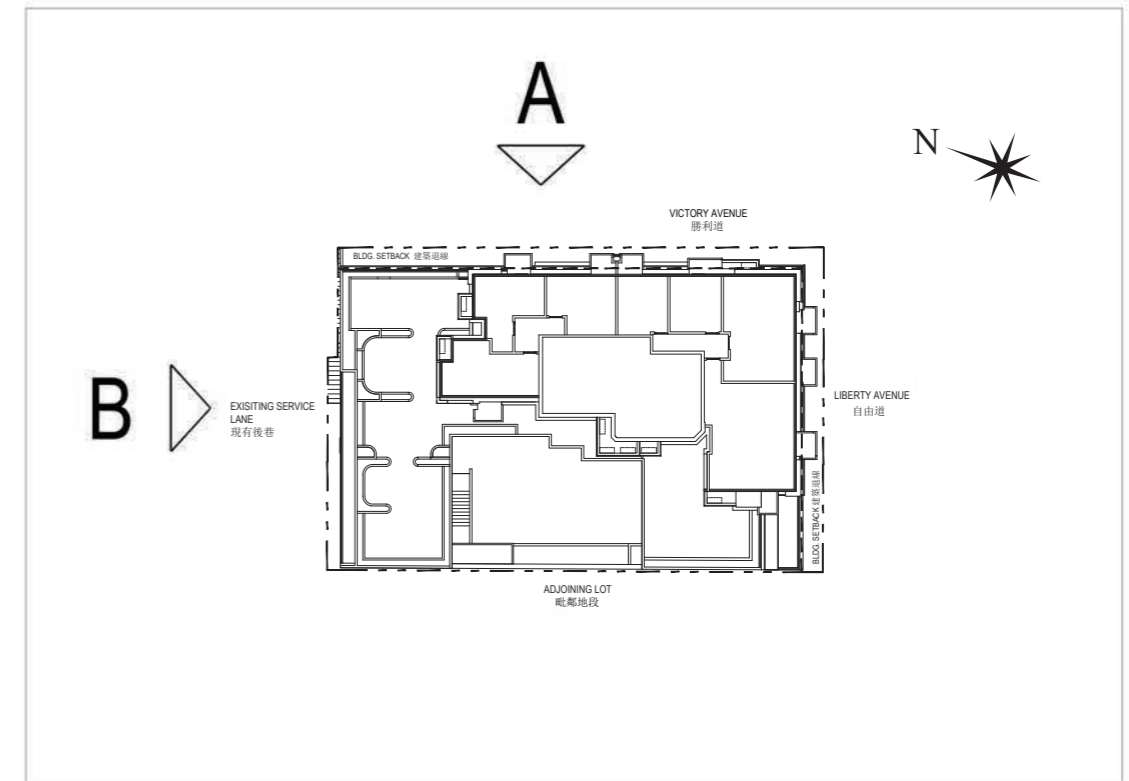 A
N
VICTORY AVENUE
勝利道
BLDG. SETBACK 建築退線
B
EXISITING SERVICE
LANE
現有後巷
LIBERTY AVENUE
自由道
BLDG. SETBACK 建築退線
ADJOINING LOT
毗鄰地段